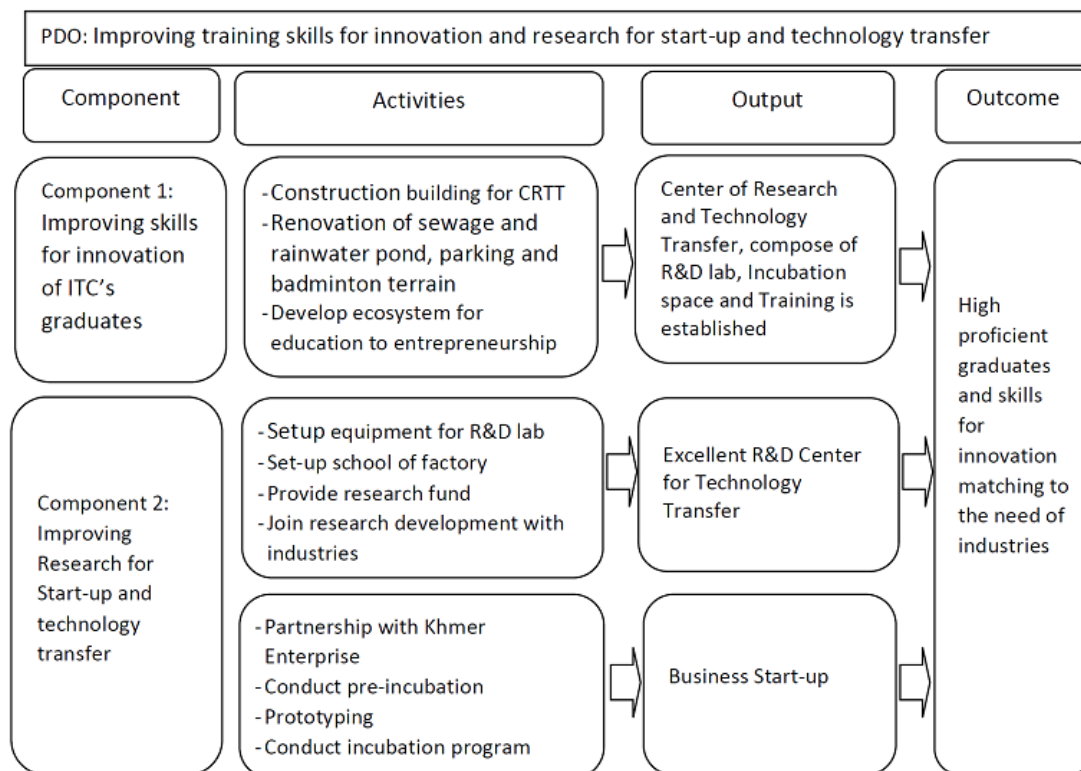 PDO: Improving training skills for innovation and research for start-up and technology transfer
Component
Activities
Output
Outcome
Component 1:
Improving skills
for innovation
of ITC's
graduates
-Construction building for CRTT
-Renovation of sewage and
rainwater pond, parking and
badminton terrain
-Develop ecosystem for
education to entrepreneurship
Center of Research
and Technology
Transfer, compose of
R&D lab, Incubation
space and Training is
established
High
proficient
graduates
and skills
for
innovation
matching to
the need of
industries
Component 2:
Improving
Research for
Start-up and
technology
transfer
-Setup equipment for R&D lab
-Set-up school of factory
-Provide research fund
-Join research development with
industries
Excellent R&D Center
for Technology
Transfer
-Partnership with Khmer
Enterprise
-Conduct pre-incubation
-Prototyping
-Conduct incubation program
Business Start-up